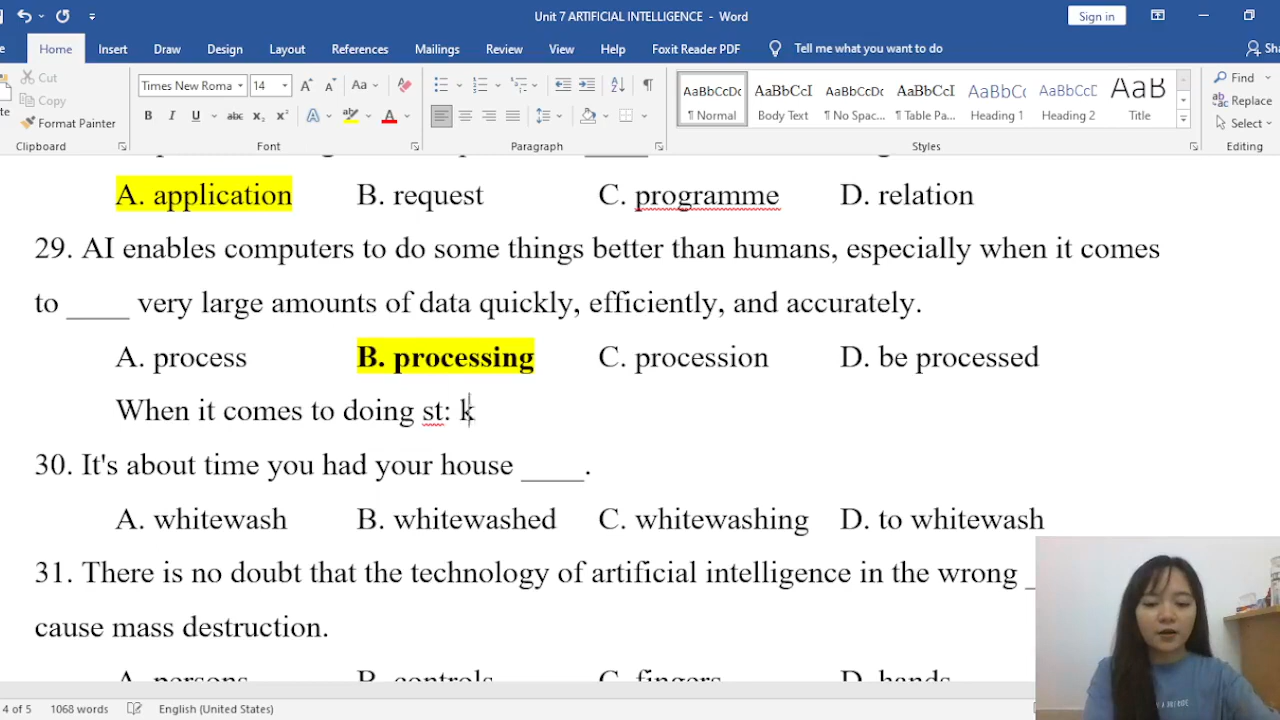 Unit 7 ARTIFICIAL INTELLIGENCE - Word
Sign in
Home Insert Draw Design Layout References Mailings Review View Help Foxit Reader PDF Tell me what you want to do
Cut
Copy
Format Painter
Clipboard
Times New Roma 14
Font
Paragraph
AaBbCcDc AaBbCcI AaBbCcDc AaBbCcI AaBbCc AaBbCcD AaB
¶ Normal Body Text ¶ No Spac... ¶ Table Pa... Heading 1 Heading 2 Title
Styles
Find
Replace
Select
Editing
A. application B. request C. programme D. relation
29. AI enables computers to do some things better than humans, especially when it comes
to ____ very large amounts of data quickly, efficiently, and accurately.
A. process B. processing C. procession D. be processed
When it comes to doing st: k
30. It's about time you had your house ____.
A. whitewash B. whitewashed C. whitewashing D. to whitewash
31. There is no doubt that the technology of artificial intelligence in the wrong _
cause mass destruction.
A. persons B. controls C. fingers D. hands
4 of 5 1068 words English (United States)